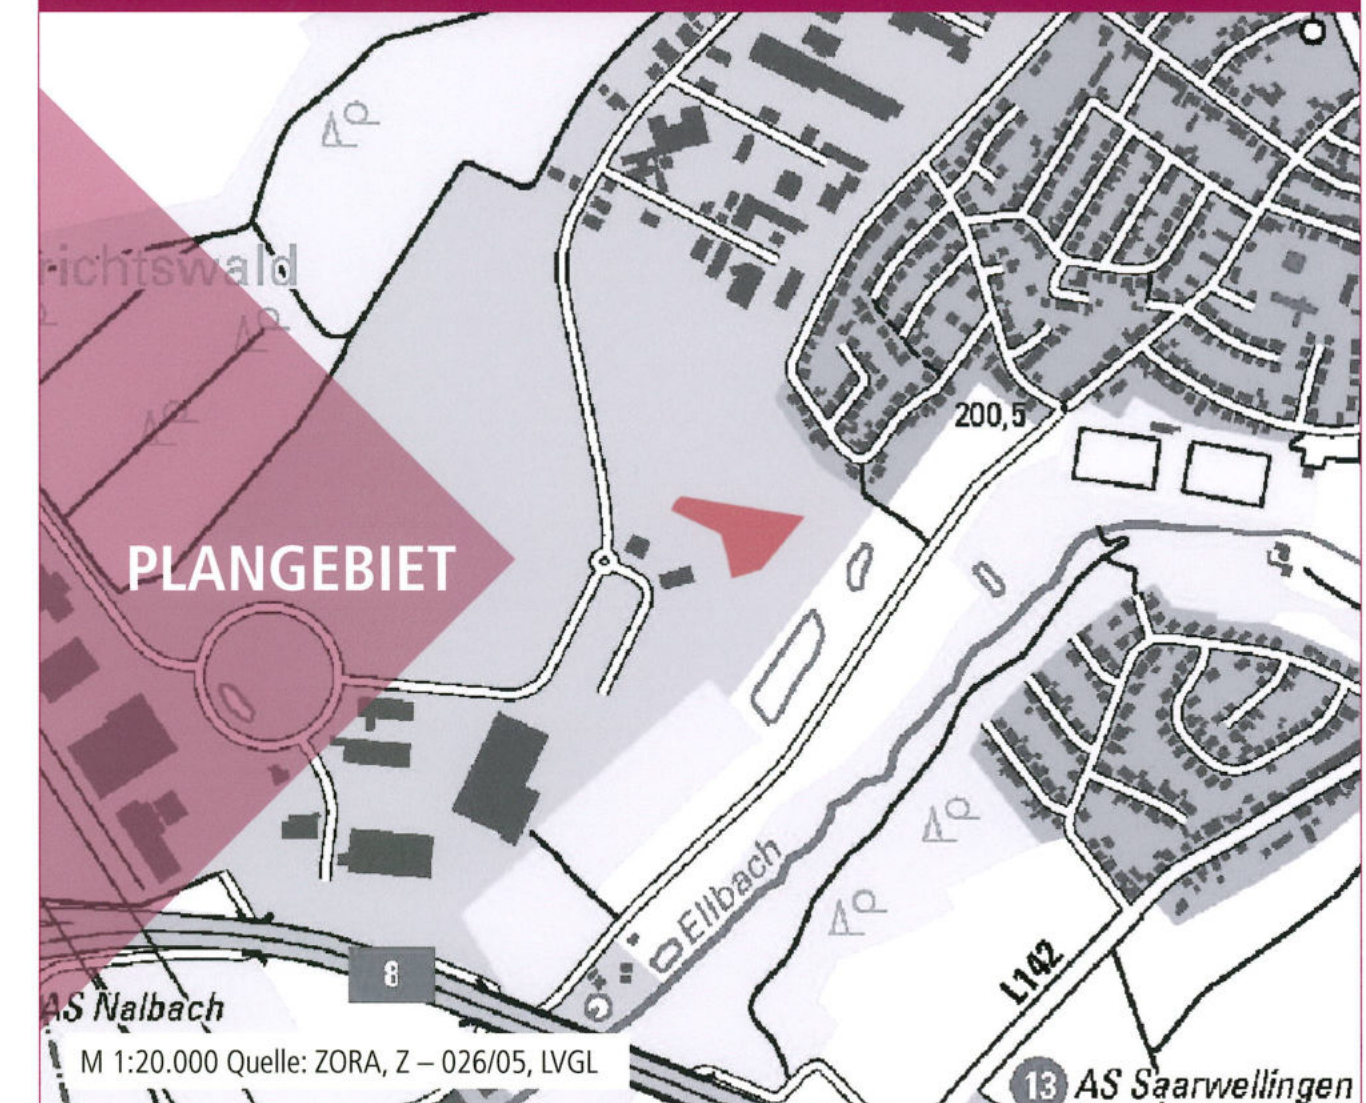 richtswald
200,5
PLANGEBIET
Ellbach
8
L142
AS Nalbach
M 1:20.000 Quelle: ZORA, Z – 026/05, LVGL
13 AS Saarwellingen